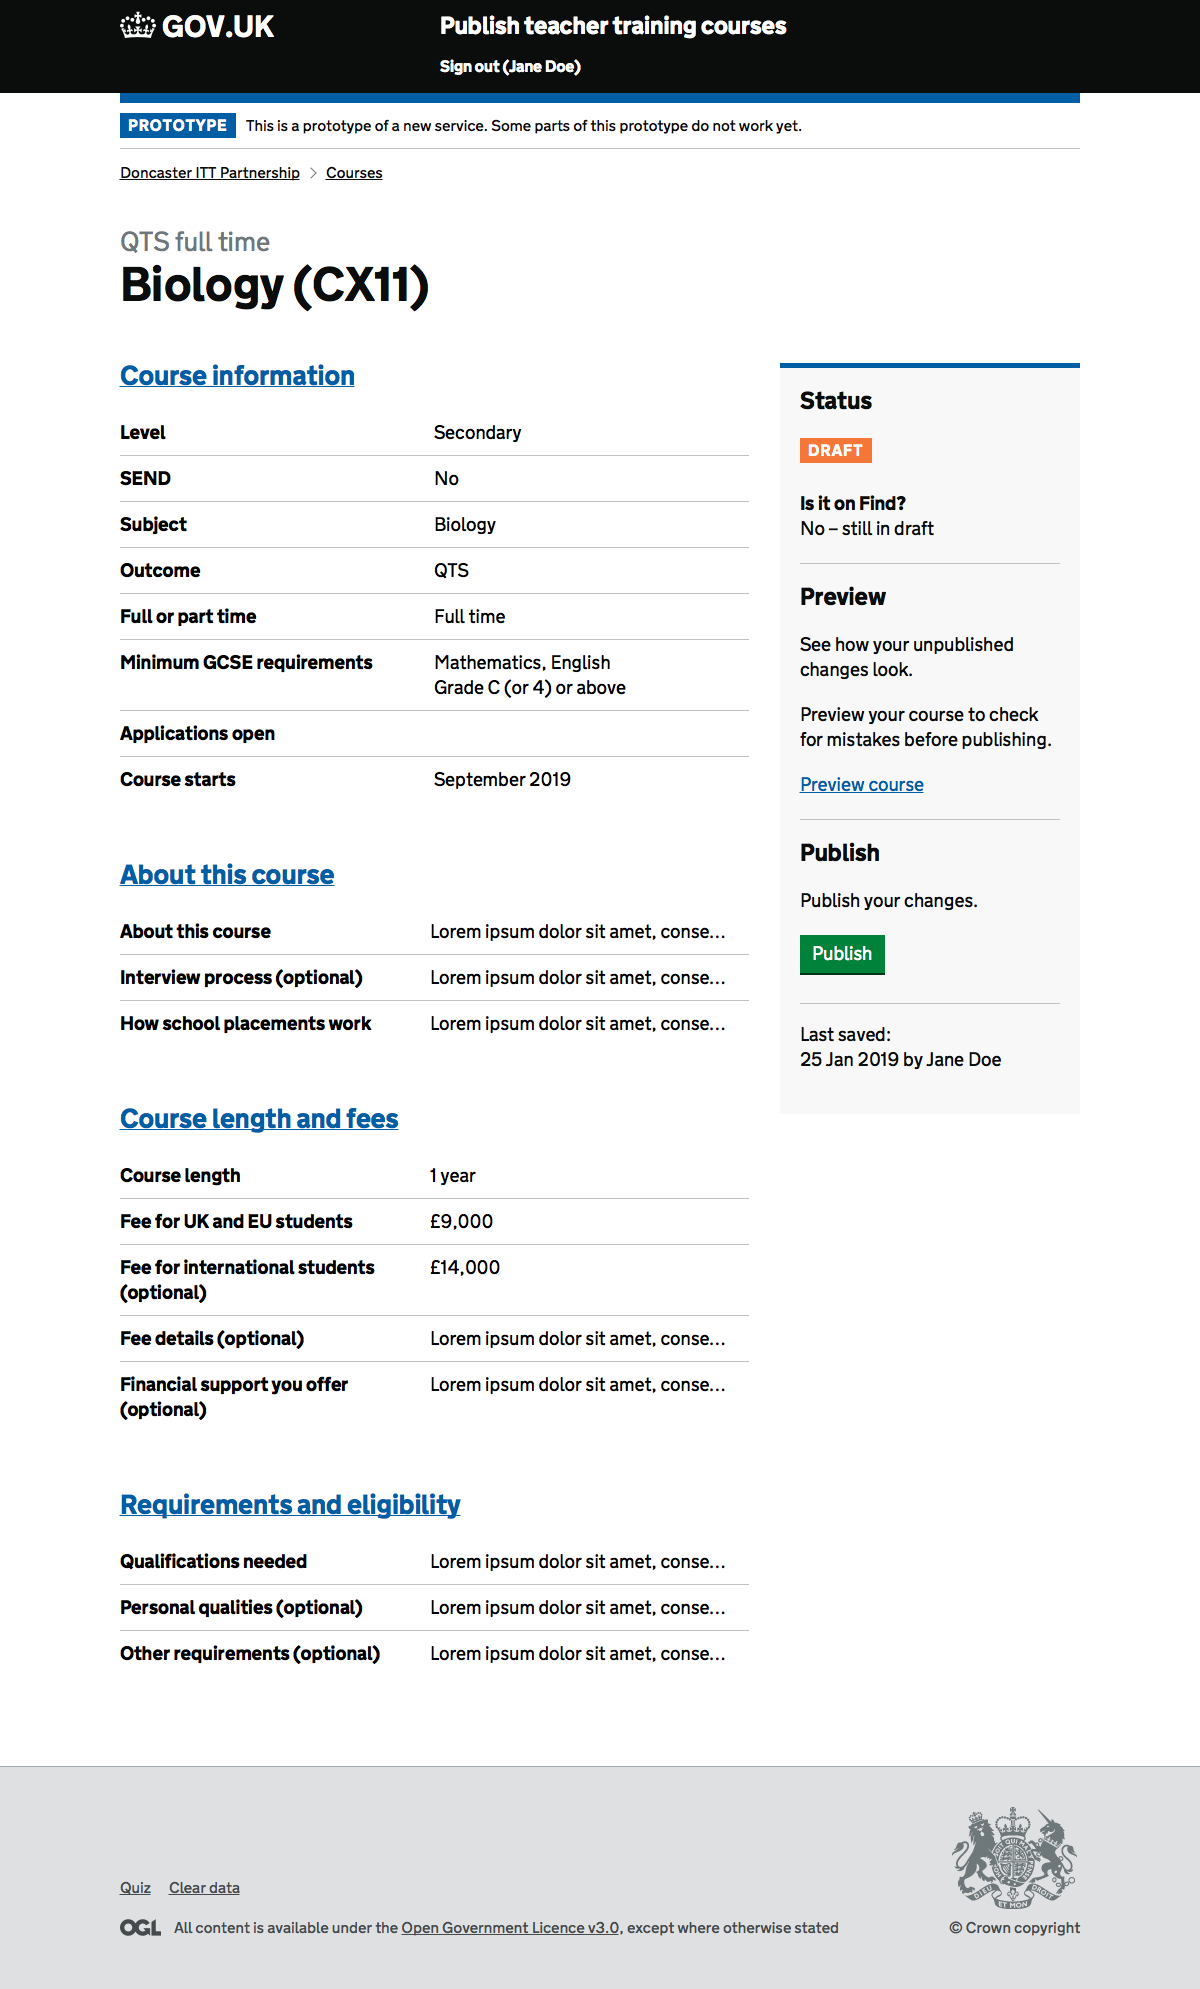 GOV.UK
Publish teacher training courses
Sign out (Jane Doe)
PROTOTYPE This is a prototype of a new service. Some parts of this prototype do not work yet.
Doncaster ITT Partnership > Courses
QTS full time
Biology (CX11)
Course information
Level Secondary
SEND No
Subject Biology
Outcome QTS
Full or part time Full time
Minimum GCSE requirements Mathematics, English
Grade C (or 4) or above
Applications open
Course starts September 2019
About this course
About this course Lorem ipsum dolor sit amet, conse…
Interview process (optional) Lorem ipsum dolor sit amet, conse…
How school placements work Lorem ipsum dolor sit amet, conse…
Course length and fees
Course length 1 year
Fee for UK and EU students £9,000
Fee for international students £14,000
(optional)
Fee details (optional) Lorem ipsum dolor sit amet, conse…
Financial support you offer Lorem ipsum dolor sit amet, conse…
(optional)
Requirements and eligibility
Qualifications needed Lorem ipsum dolor sit amet, conse…
Personal qualities (optional) Lorem ipsum dolor sit amet, conse…
Other requirements (optional) Lorem ipsum dolor sit amet, conse…
Status
DRAFT
Is it on Find?
No – still in draft
Preview
See how your unpublished
changes look.
Preview your course to check
for mistakes before publishing.
Preview course
Publish
Publish your changes.
Publish
Last saved:
25 Jan 2019 by Jane Doe
Quiz Clear data
OGL All content is available under the Open Government Licence v3.0, except where otherwise stated
DIEU ET MON DROIT
© Crown copyright